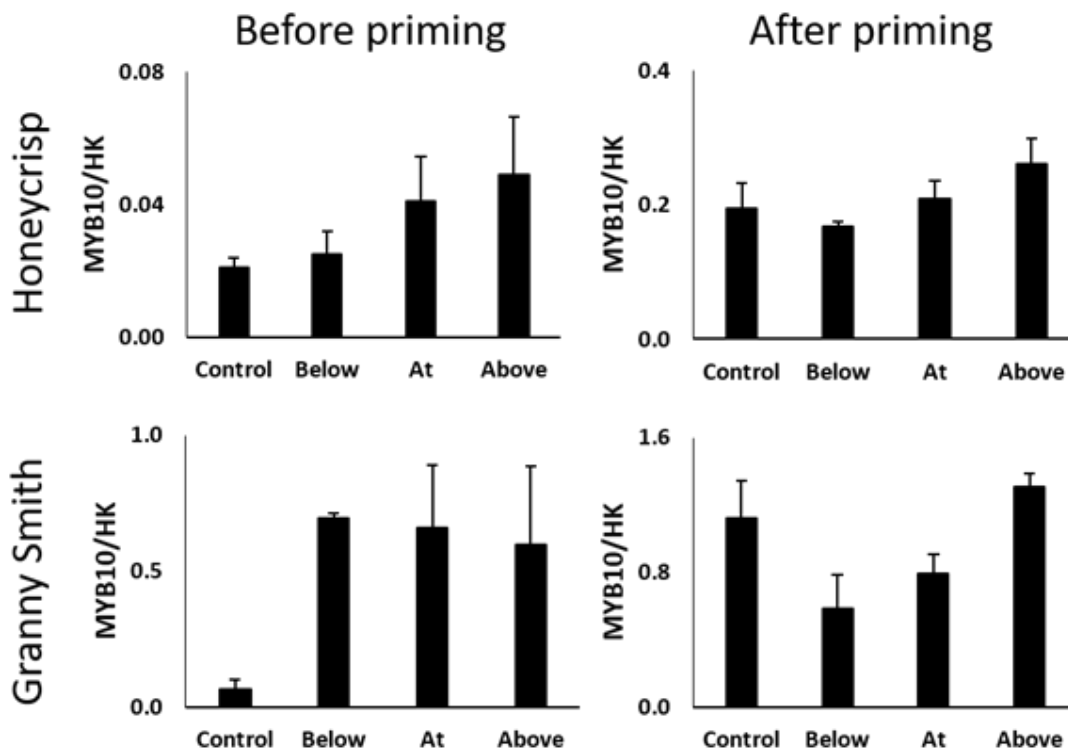 Before priming
After priming
Honeycrisp
MYB10/HK
0.08
0.04
0.00
Control Below At Above
MYB10/HK
0.4
0.2
0.0
Control Below At Above
Granny Smith
MYB10/HK
1.0
0.5
0.0
Control Below At Above
MYB10/HK
1.6
0.8
0.0
Control Below At Above